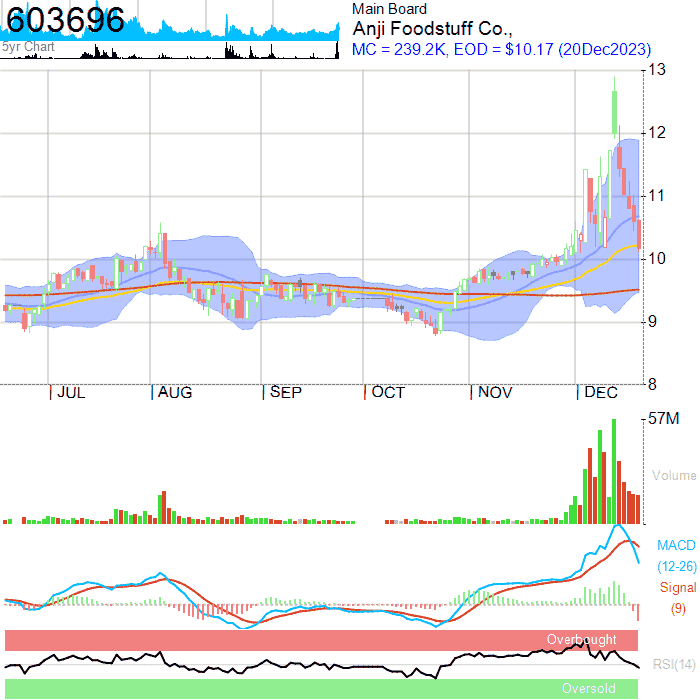 603696
5yr Chart
Main Board
Anji Foodstuff Co.,
MC = 239.2K, EOD = $10.17 (20Dec2023)
13
12
11
10
9
8
JUL AUG SEP OCT NOV DEC
57M
Volume
MACD
(12-26)
Signal
(9)
Overbought
RSI(14)
Oversold